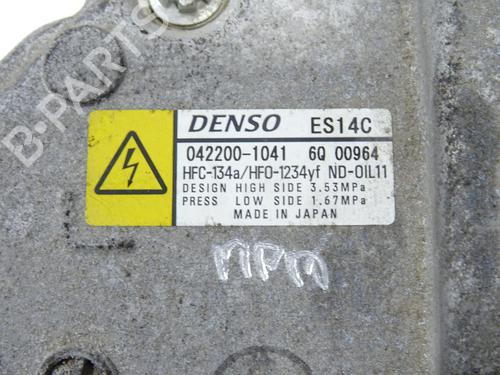 B-PARTS
DENSO ES14C
042200-1041 6Q 00964
HFC-134a/HFO-1234yf ND-OIL11
DESIGN HIGH SIDE 3.53MPa
PRESS LOW SIDE 1.67MPa
MADE IN JAPAN